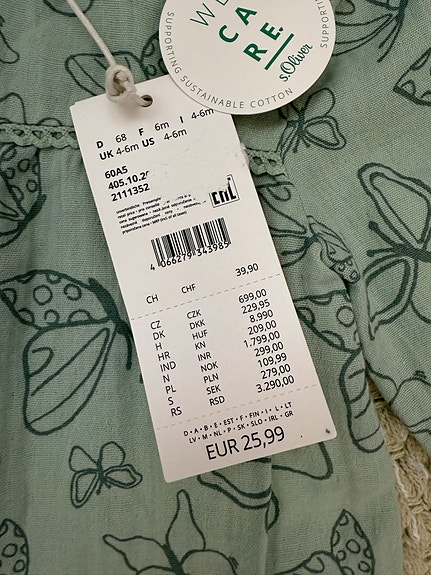 WE
CA
RE.
SUPPORTING SUSTAINABLE COTTON
SUPPORTI
s.Oliver
D 68 F 6m I 4-6m
UK 4-6m US 4-6m
60A5
405.10.2
2111352
4 066279 343983
CH CHF 39,90
CZ CZK 699,00
DK DKK 229,95
H HUF 8.990
HR KN 209,00
IND INR 1.799,00
N NOK 299,00
PL PLN 109,99
S SEK 279,00
RS RSD 3.290,00
D • A • B • E • EST • F • FIN • I • L • LT
LV • M • NL • P • SK • SLO • IRL • GR
EUR 25,99